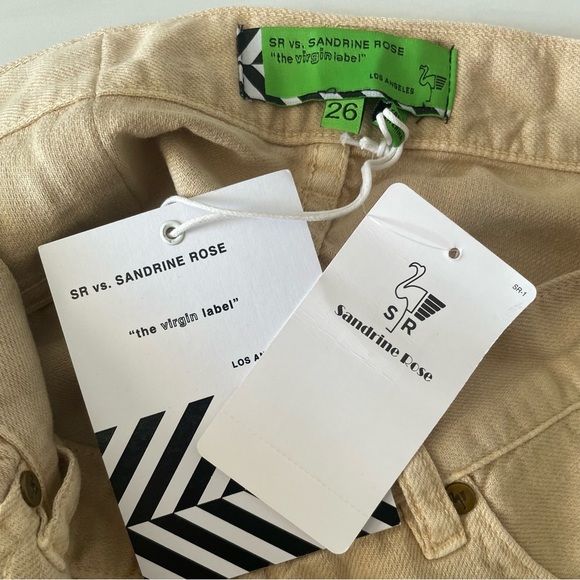 SR vs. SANDRINE ROSE
"the virgin label"
LOS ANGELES
26
SR vs. SANDRINE ROSE
"the virgin label"
LOS AN
SR-1
SR
Sandrine Rose